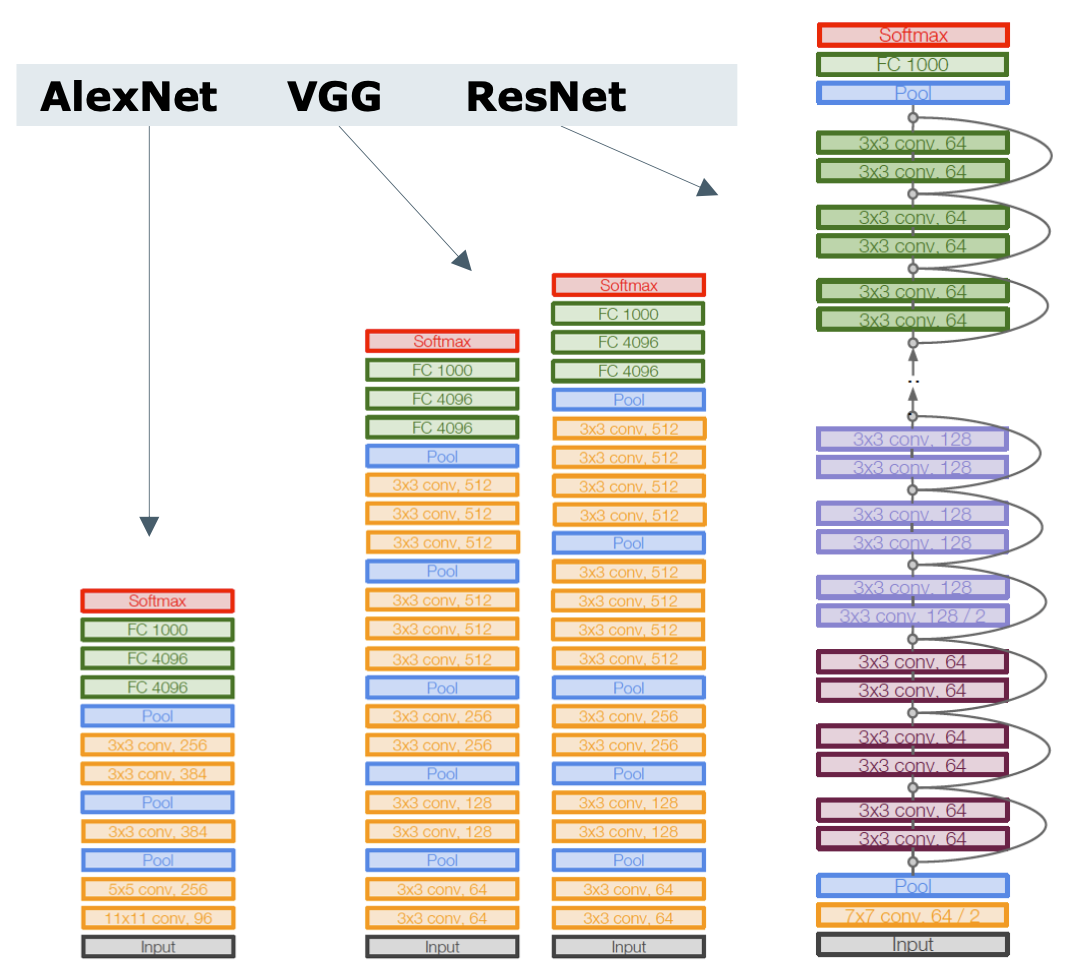 AlexNet VGG ResNet
Softmax
FC 1000
FC 4096
FC 4096
Pool
3x3 conv, 256
3x3 conv, 384
Pool
3x3 conv, 384
Pool
5x5 conv, 256
11x11 conv, 96
Input
Softmax
FC 1000
FC 4096
FC 4096
Pool
3x3 conv, 512
3x3 conv, 512
3x3 conv, 512
Pool
3x3 conv, 512
3x3 conv, 512
3x3 conv, 512
Pool
3x3 conv, 256
3x3 conv, 256
Pool
3x3 conv, 128
3x3 conv, 128
Pool
3x3 conv, 64
3x3 conv, 64
Input
Softmax
FC 1000
FC 4096
FC 4096
Pool
3x3 conv, 512
3x3 conv, 512
3x3 conv, 512
3x3 conv, 512
Pool
3x3 conv, 512
3x3 conv, 512
3x3 conv, 512
3x3 conv, 512
Pool
3x3 conv, 256
3x3 conv, 256
Pool
3x3 conv, 128
3x3 conv, 128
Pool
3x3 conv, 64
3x3 conv, 64
Input
Softmax
FC 1000
Pool
3x3 conv, 64
3x3 conv, 64
3x3 conv, 64
3x3 conv, 64
3x3 conv, 64
3x3 conv, 64
..
3x3 conv, 128
3x3 conv, 128
3x3 conv, 128
3x3 conv, 128
3x3 conv, 128
3x3 conv, 128 / 2
3x3 conv, 64
3x3 conv, 64
3x3 conv, 64
3x3 conv, 64
3x3 conv, 64
3x3 conv, 64
Pool
7x7 conv, 64 / 2
Input